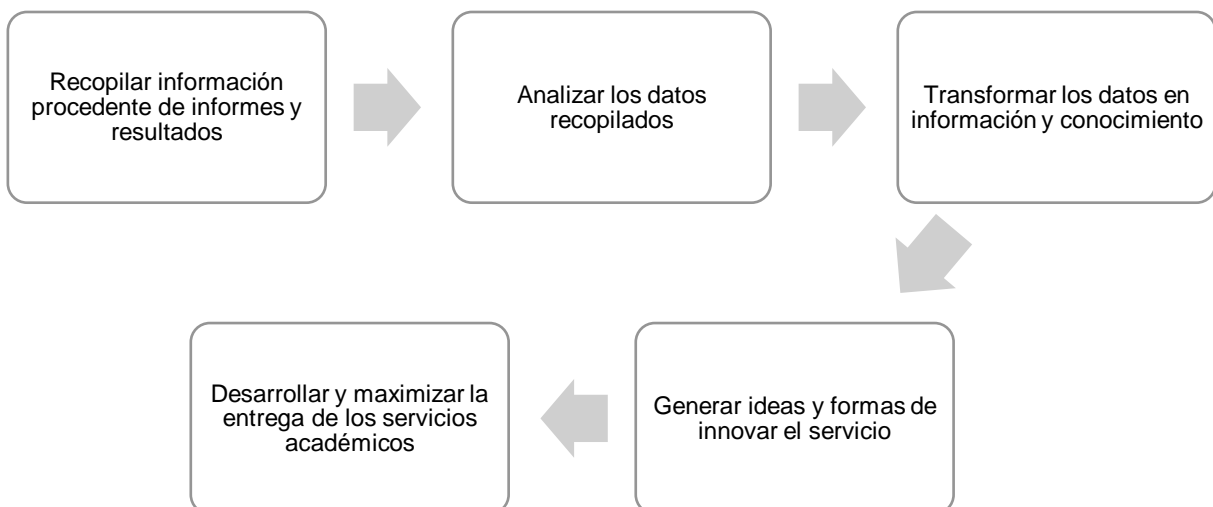 Recopilar información
procedente de informes y
resultados
Analizar los datos
recopilados
Transformar los datos en
información y conocimiento
Generar ideas y formas de
innovar el servicio
Desarrollar y maximizar la
entrega de los servicios
académicos